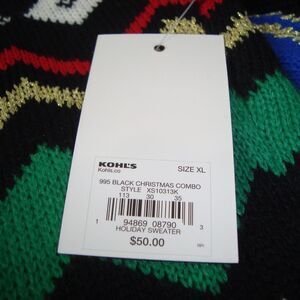 KOHL'S
Kohls.co
SIZE XL
995 BLACK CHRISTMAS COMBO
STYLE XS10313K
113 30 35
1 94869 08790 3
HOLIDAY SWEATER
$50.00